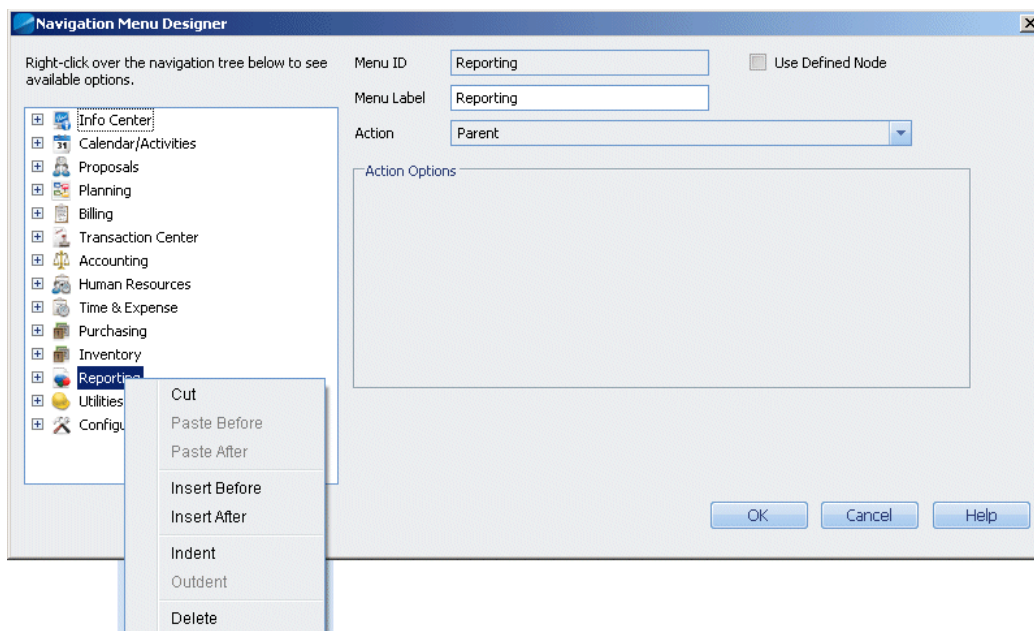 Navigation Menu Designer
Right-click over the navigation tree below to see
available options.
Info Center
Calendar/Activities
Proposals
Planning
Billing
Transaction Center
Accounting
Human Resources
Time & Expense
Purchasing
Inventory
Reporting
Utilities
Configu
Cut
Paste Before
Paste After
Insert Before
Insert After
Indent
Outdent
Delete
Menu ID
Reporting
Use Defined Node
Menu Label
Reporting
Action
Parent
Action Options
OK
Cancel
Help